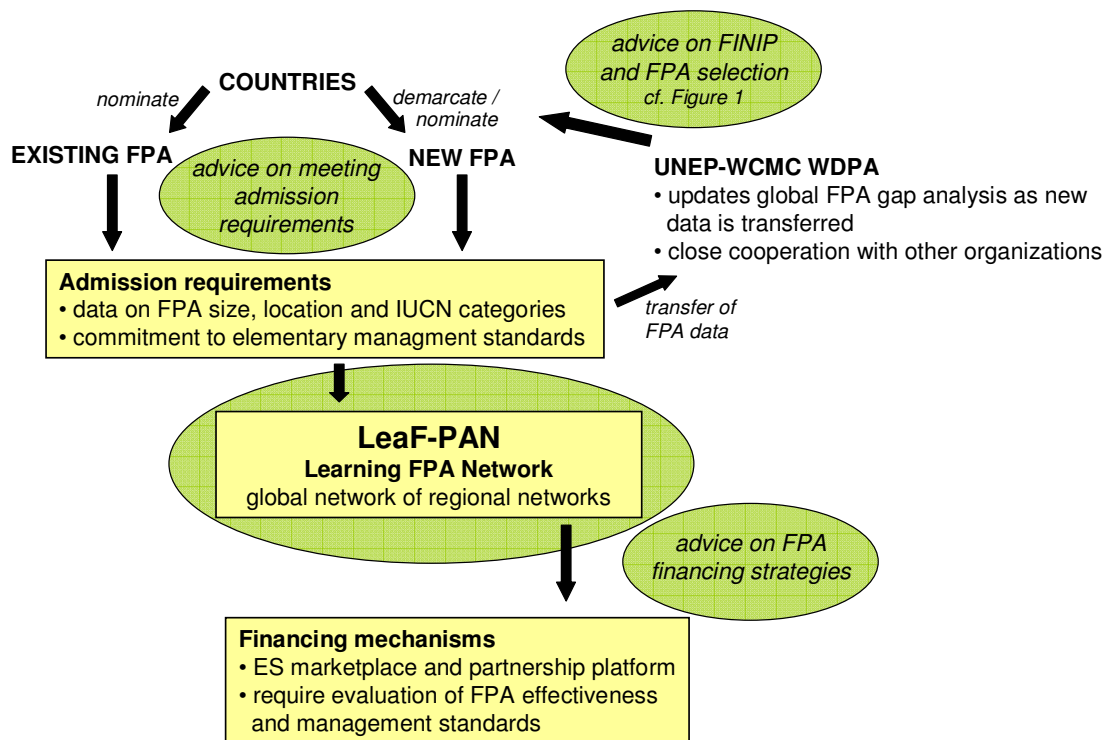 advice on FINIP
and FPA selection
cf. Figure 1
COUNTRIES
nominate
demarcate /
nominate
EXISTING FPA
NEW FPA
advice on meeting
admission
requirements
UNEP-WCMC WDPA
• updates global FPA gap analysis as new
data is transferred
• close cooperation with other organizations
Admission requirements
• data on FPA size, location and IUCN categories
• commitment to elementary managment standards
transfer of
FPA data
LeaF-PAN
Learning FPA Network
global network of regional networks
advice on FPA
financing strategies
Financing mechanisms
• ES marketplace and partnership platform
• require evaluation of FPA effectiveness
and management standards